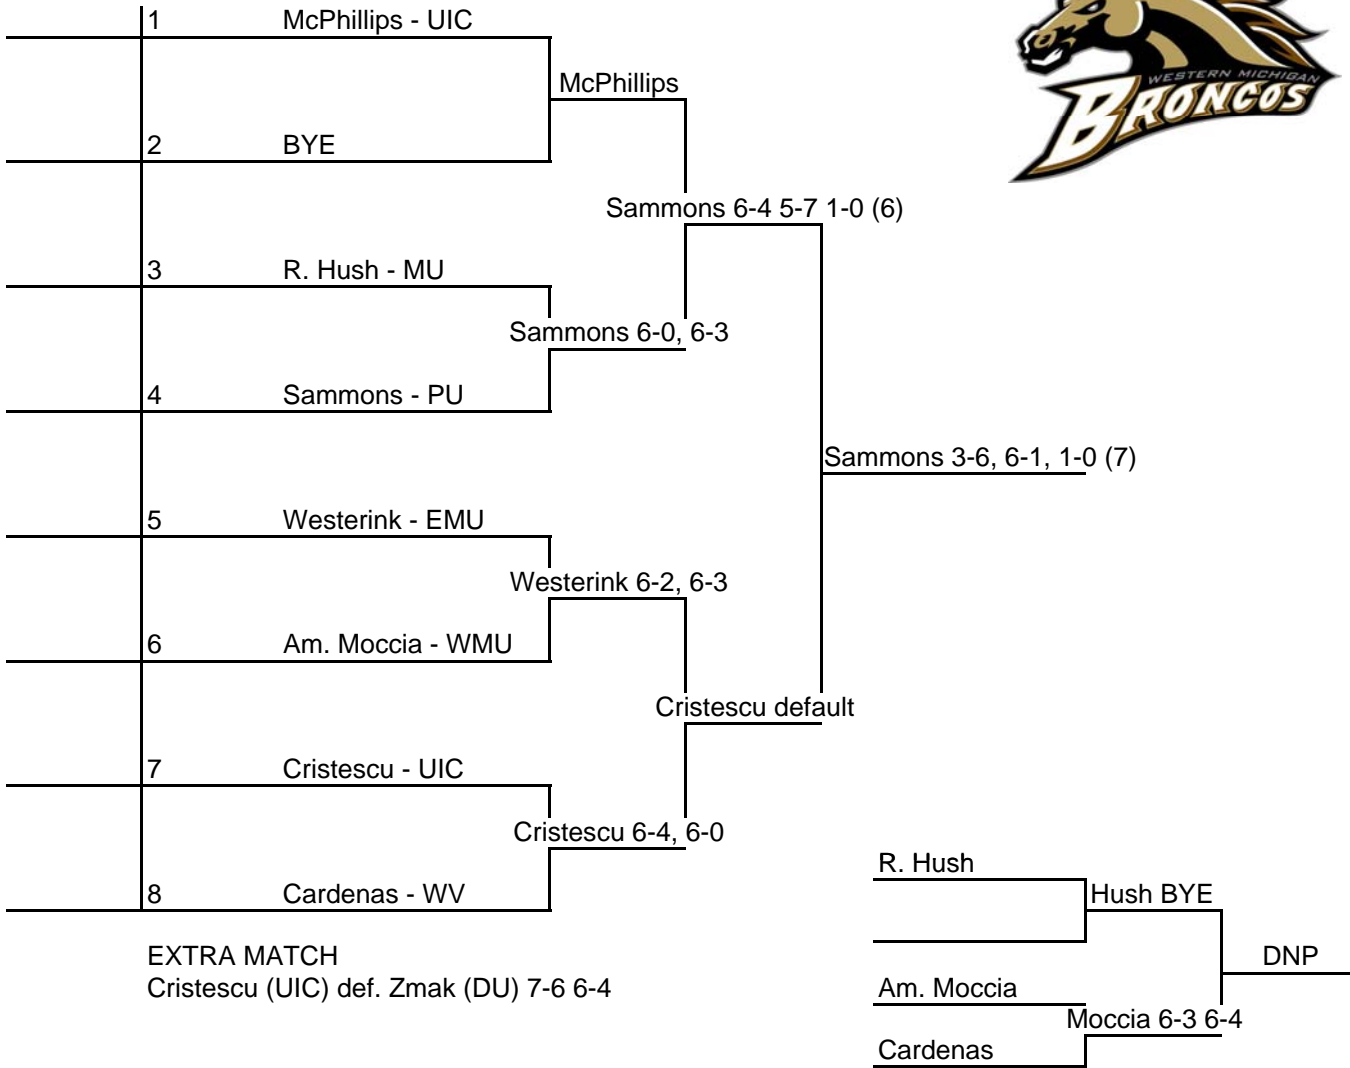 1 McPhillips - UIC
WESTERN MICHIGAN
BRONCOS
McPhillips
2 BYE
Sammons 6-4 5-7 1-0 (6)
3 R. Hush - MU
Sammons 6-0, 6-3
4 Sammons - PU
Sammons 3-6, 6-1, 1-0 (7)
5 Westerink - EMU
Westerink 6-2, 6-3
6 Am. Moccia - WMU
Cristescu default
7 Cristescu - UIC
Cristescu 6-4, 6-0
8 Cardenas - WV
R. Hush
Hush BYE
EXTRA MATCH
Cristescu (UIC) def. Zmak (DU) 7-6 6-4
DNP
Am. Moccia
Moccia 6-3 6-4
Cardenas